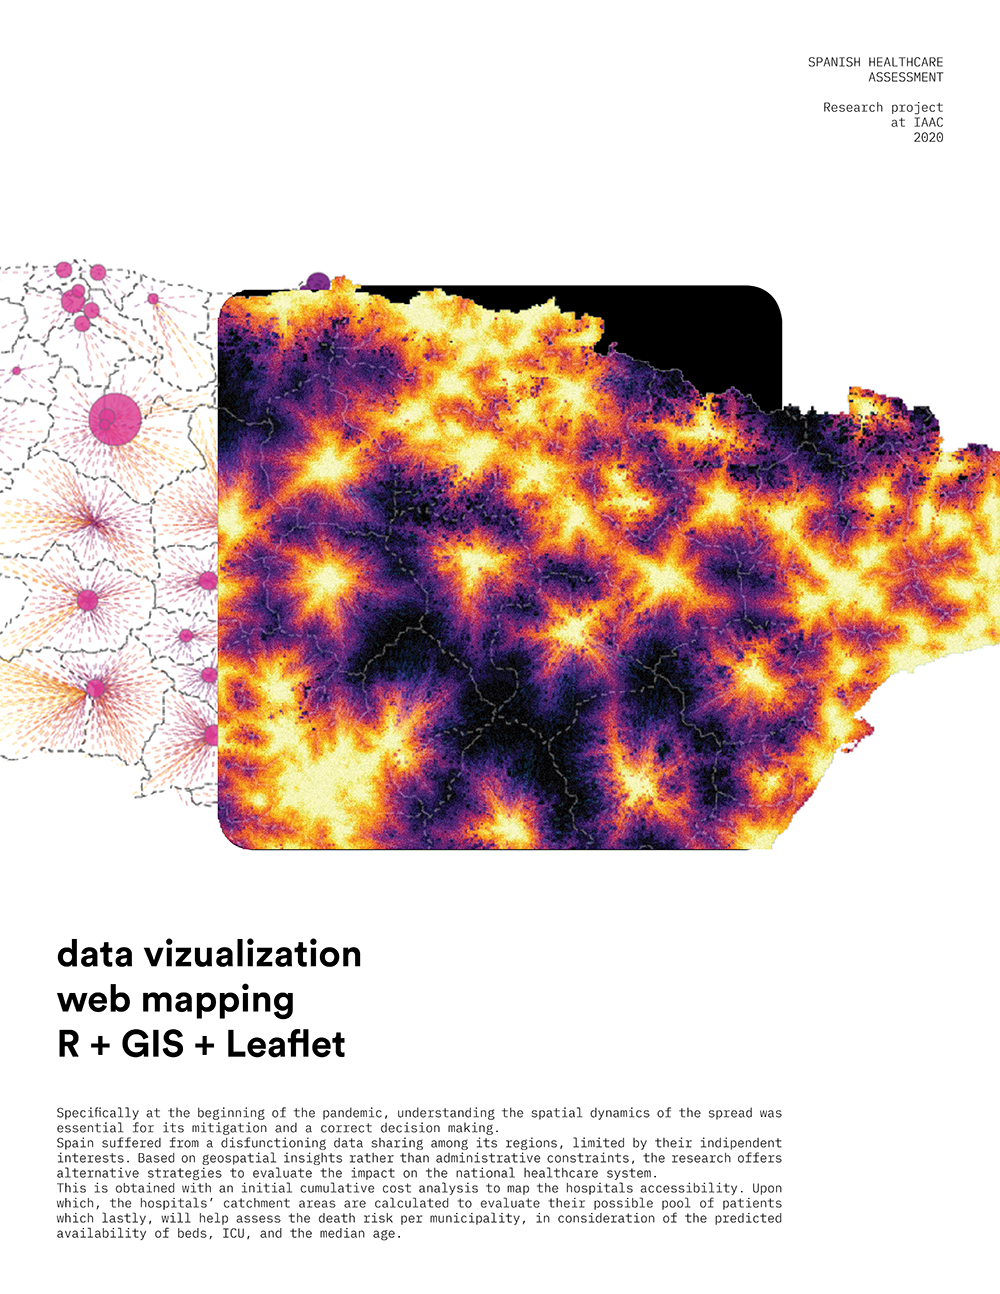 SPANISH HEALTHCARE
ASSESSMENT
Research project
at IAAC
2020
data vizualization
web mapping
R + GIS + Leaflet
Specifically at the beginning of the pandemic, understanding the spatial dynamics of the spread was
essential for its mitigation and a correct decision making.
Spain suffered from a disfunctioning data sharing among its regions, limited by their indipendent
interests. Based on geospatial insights rather than administrative constraints, the research offers
alternative strategies to evaluate the impact on the national healthcare system.
This is obtained with an initial cumulative cost analysis to map the hospitals accessibility. Upon
which, the hospitals’ catchment areas are calculated to evaluate their possible pool of patients
which lastly, will help assess the death risk per municipality, in consideration of the predicted
availability of beds, ICU, and the median age.